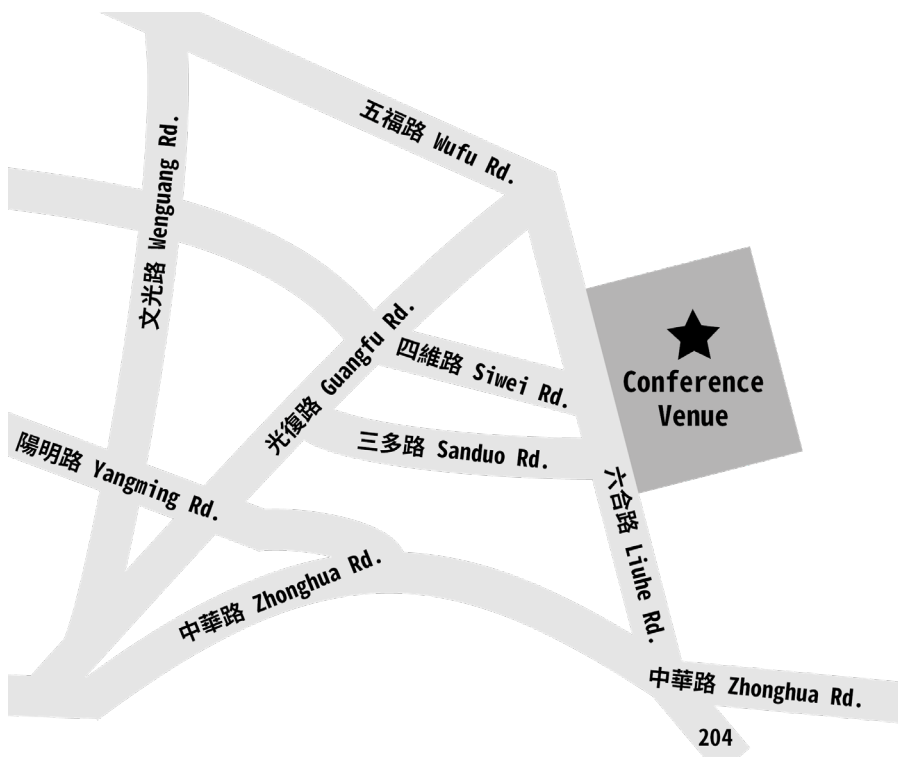 五福路 Wufu Rd.
文光路 Wenguang Rd.
光復路 Guangfu Rd.
四維路 Siwei Rd.
Conference
Venue
三多路 Sanduo Rd.
陽明路 Yangming Rd.
六合路 Liuhe Rd.
中華路 Zhonghua Rd.
中華路 Zhonghua Rd.
204